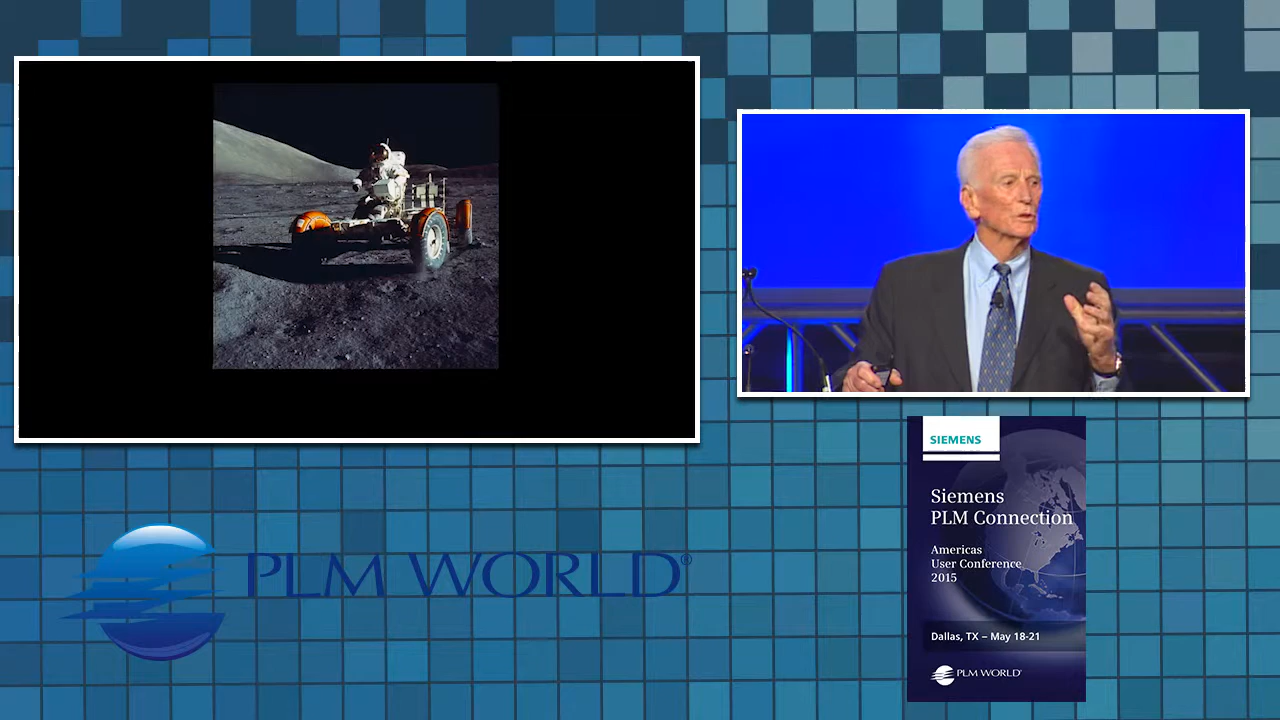 PLM WORLD®
SIEMENS
Siemens
PLM Connection
Americas
User Conference
2015
Dallas, TX – May 18-21
PLM WORLD®